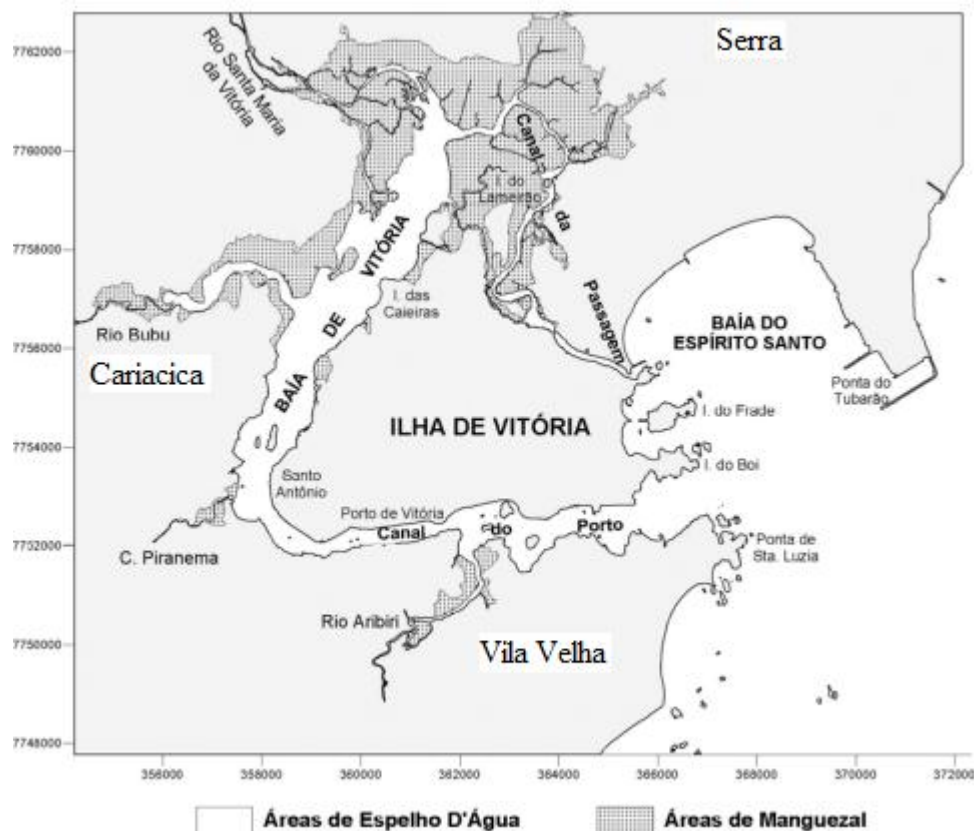 7762000
7760000
7758000
7756000
7754000
7752000
7750000
7748000
Serra
Rio Santa Maria
da Vitória
Canal
da
Passagem
I. do
Lameirão
BAÍA
DE
VITÓRIA
I. das
Caieiras
Rio Bubu
Cariacica
BAÍA DO
ESPÍRITO SANTO
Ponta do
Tubarão
I. do Frade
ILHA DE VITÓRIA
I. do Boi
Santo
Antônio
Porto de Vitória
Canal
do
Porto
C. Piranema
Ponta de
Sta. Luzia
Rio Aribiri
Vila Velha
356000
358000
360000
362000
364000
366000
368000
370000
372000
Áreas de Espelho D'Água
Áreas de Manguezal